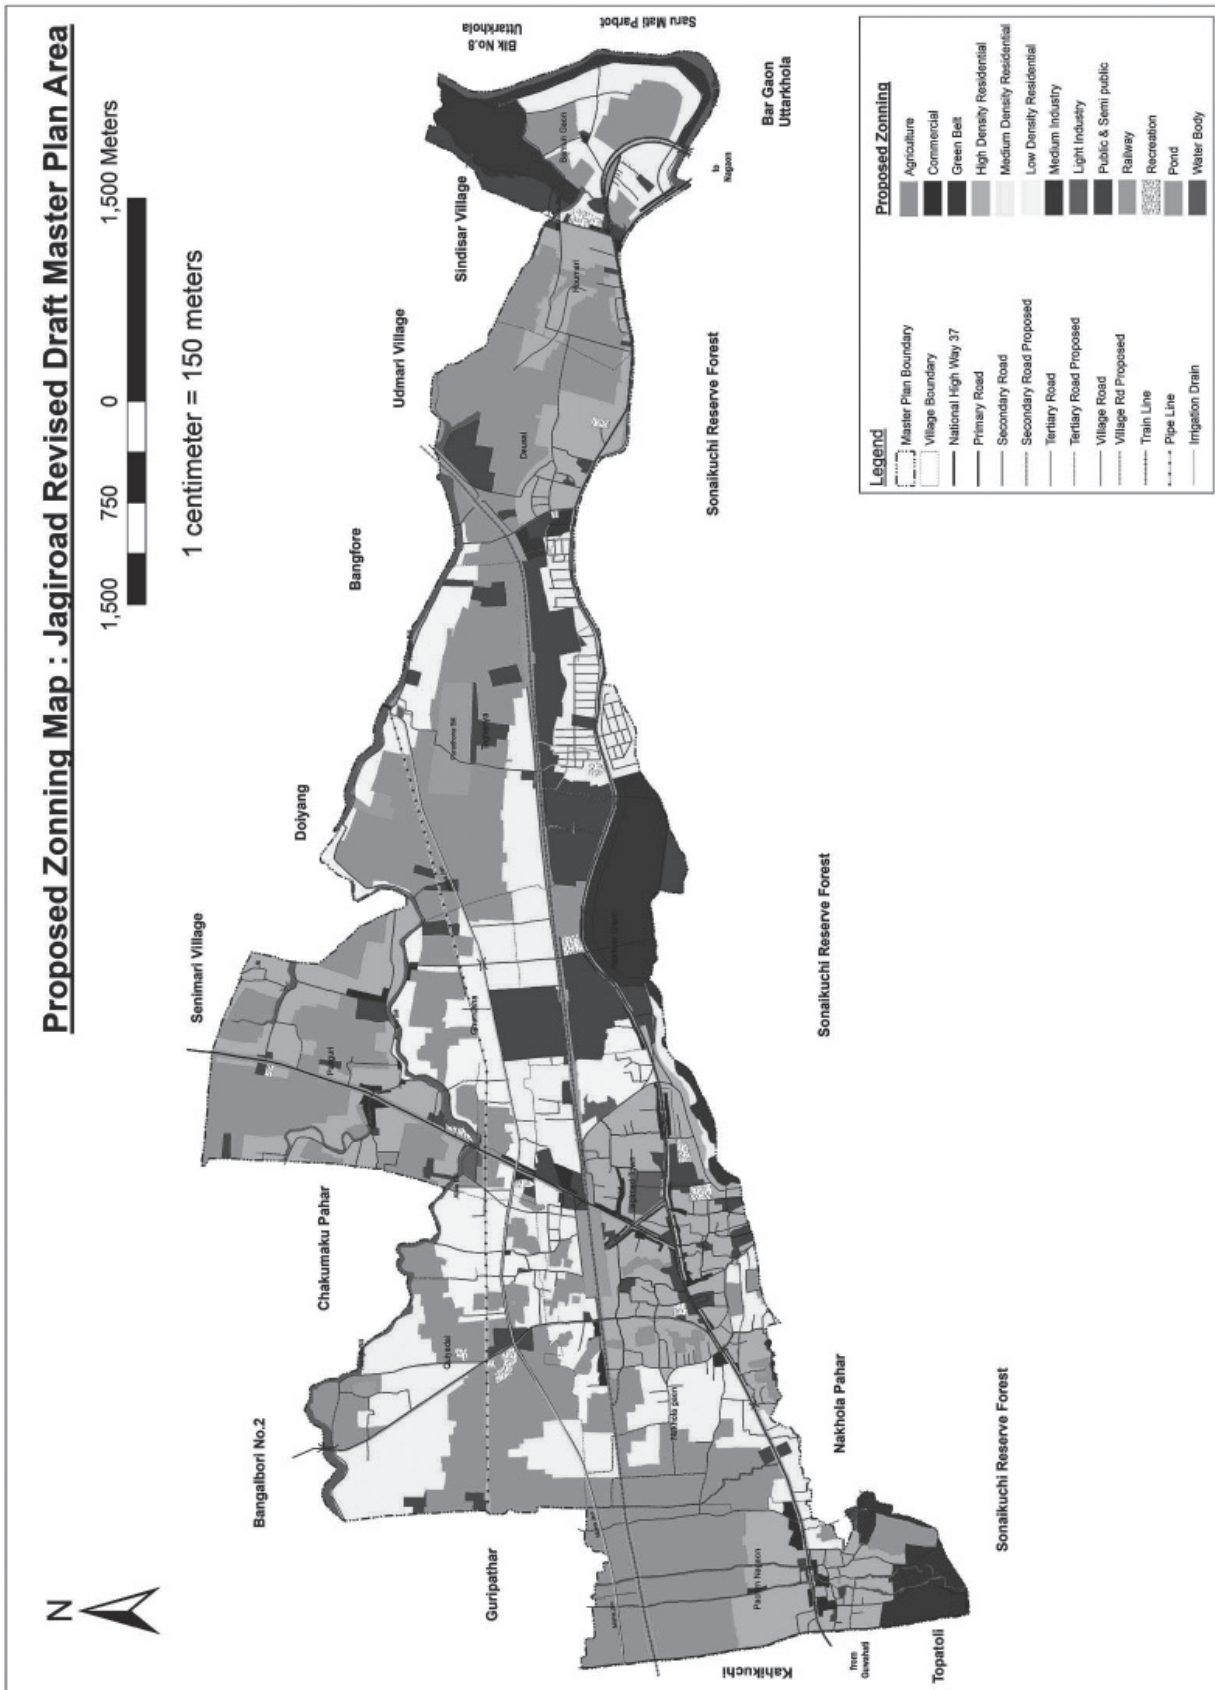 Proposed Zonning Map : Jagiroad Revised Draft Master Plan Area
1,500 750 0 1,500 Meters
1 centimeter = 150 meters
N
Blk No.8
Uttarkhola
Saru Mati Parbot
Bar Gaon
Uttarkhola
Sindisar Village
Udmari Village
Bangfore
Doiyang
Senimari Village
Chakumaku Pahar
Bangalbori No.2
Guripathar
Kahikuchi
from
Guwahati
Topatoli
Nakhola Pahar
Sonaikuchi Reserve Forest
Sonaikuchi Reserve Forest
Sonaikuchi Reserve Forest
to
Nagaon
Deusal
Nakhola gaon
Legend
Master Plan Boundary
Village Boundary
National High Way 37
Primary Road
Secondary Road
Secondary Road Proposed
Tertiary Road
Tertiary Road Proposed
Village Road
Village Rd Proposed
Train Line
Pipe Line
Irrigation Drain
Proposed Zonning
Agriculture
Commercial
Green Belt
High Density Residential
Medium Density Residential
Low Density Residential
Medium Industry
Light Industry
Public & Semi public
Railway
Recreation
Pond
Water Body